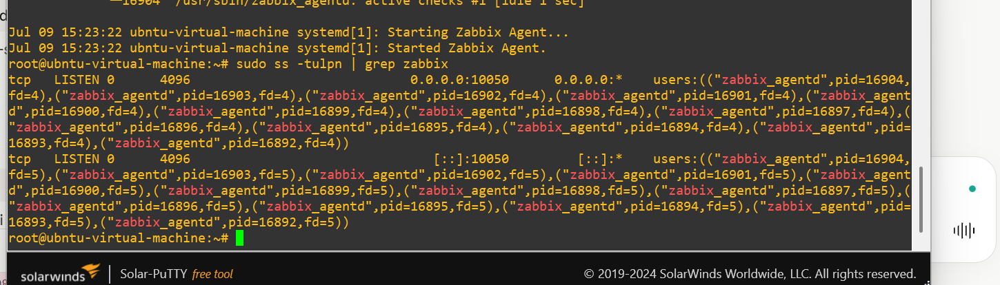 16904 /usr/sbin/zabbix_agentd: active checks #1 [idle 1 sec]
Jul 09 15:23:22 ubntu-virtual-machine systemd[1]: Starting Zabbix Agent...
Jul 09 15:23:22 ubntu-virtual-machine systemd[1]: Started Zabbix Agent.
root@ubntu-virtual-machine:~# sudo ss -tulpn | grep zabbix
tcp   LISTEN 0      4096                             0.0.0.0:10050      0.0.0.0:*    users:(("zabbix_agentd",pid=16904,
fd=4),("zabbix_agentd",pid=16903,fd=4),("zabbix_agentd",pid=16902,fd=4),("zabbix_agentd",pid=16901,fd=4),("zabbix_agent
d",pid=16900,fd=4),("zabbix_agentd",pid=16899,fd=4),("zabbix_agentd",pid=16898,fd=4),("zabbix_agentd",pid=16897,fd=4),(
"zabbix_agentd",pid=16896,fd=4),("zabbix_agentd",pid=16895,fd=4),("zabbix_agentd",pid=16894,fd=4),("zabbix_agentd",pid=
16893,fd=4),("zabbix_agentd",pid=16892,fd=4))
tcp   LISTEN 0      4096                                [::]:10050         [::]:*    users:(("zabbix_agentd",pid=16904,
fd=5),("zabbix_agentd",pid=16903,fd=5),("zabbix_agentd",pid=16902,fd=5),("zabbix_agentd",pid=16901,fd=5),("zabbix_agent
d",pid=16900,fd=5),("zabbix_agentd",pid=16899,fd=5),("zabbix_agentd",pid=16898,fd=5),("zabbix_agentd",pid=16897,fd=5),(
"zabbix_agentd",pid=16896,fd=5),("zabbix_agentd",pid=16895,fd=5),("zabbix_agentd",pid=16894,fd=5),("zabbix_agentd",pid=
16893,fd=5),("zabbix_agentd",pid=16892,fd=5))
root@ubntu-virtual-machine:~#
solarwinds | Solar-PuTTY free tool © 2019-2024 SolarWinds Worldwide, LLC. All rights reserved.